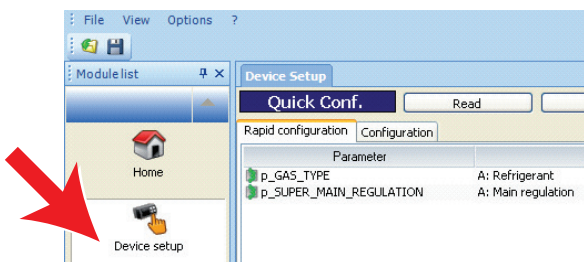 File View Options ?
Module list
Device Setup
Quick Conf. Read
Rapid configuration Configuration
Parameter
Home
p_GAS_TYPE A: Refrigerant
p_SUPER_MAIN_REGULATION A: Main regulation
Device setup